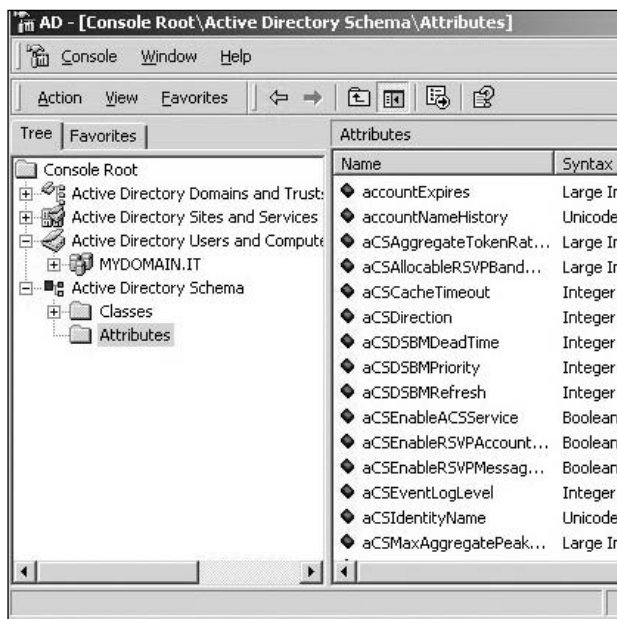 AD - [Console Root\Active Directory Schema\Attributes]
Console Window Help
Action View Favorites
Tree Favorites
Console Root
Active Directory Domains and Trust:
Active Directory Sites and Services
Active Directory Users and Compute
MYDOMAIN.IT
Active Directory Schema
Classes
Attributes
Attributes
Name Syntax
accountExpires Large In
accountNameHistory Unicode
aCSAggregateTokenRat... Large In
aCSAllocableRSVPBand... Large In
aCSCacheTimeout Integer
aCSDirection Integer
aCSDSBMDeadTime Integer
aCSDSBMPriority Integer
aCSDSBMRefresh Integer
aCSEnableACSService Boolean
aCSEnableRSVPAccount... Boolean
aCSEnableRSVPMessag... Boolean
aCSEventLogLevel Integer
aCSIdentityName Unicode
aCSMaxAggregatePeak... Large In